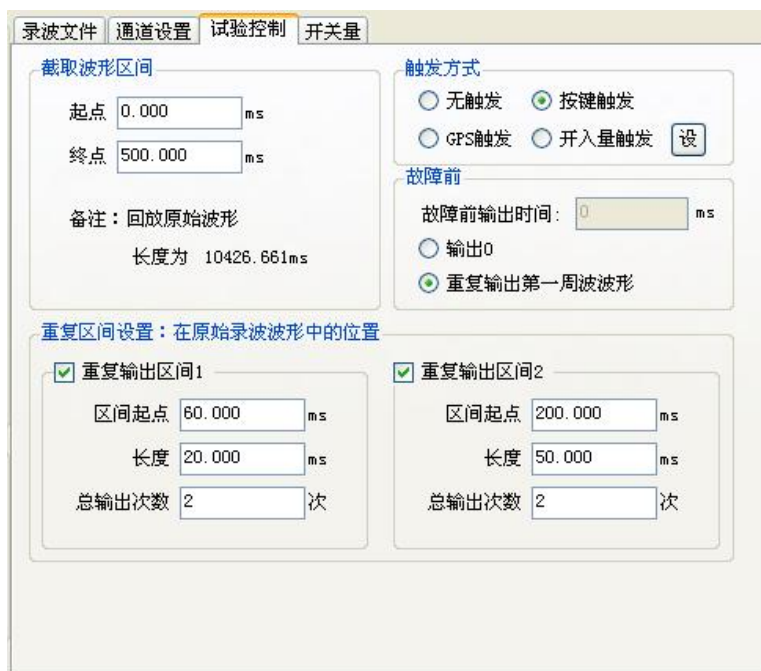 录波文件 通道设置 试验控制 开关量
截取波形区间
起点 0.000 ms
终点 500.000 ms
备注：回放原始波形
长度为 10426.661ms
触发方式
无触发 按键触发
GPS触发 开入量触发 设
故障前
故障前输出时间: 0 ms
输出0
重复输出第一周波波形
重复区间设置：在原始录波波形中的位置
重复输出区间1
区间起点 60.000 ms
长度 20.000 ms
总输出次数 2 次
重复输出区间2
区间起点 200.000 ms
长度 50.000 ms
总输出次数 2 次